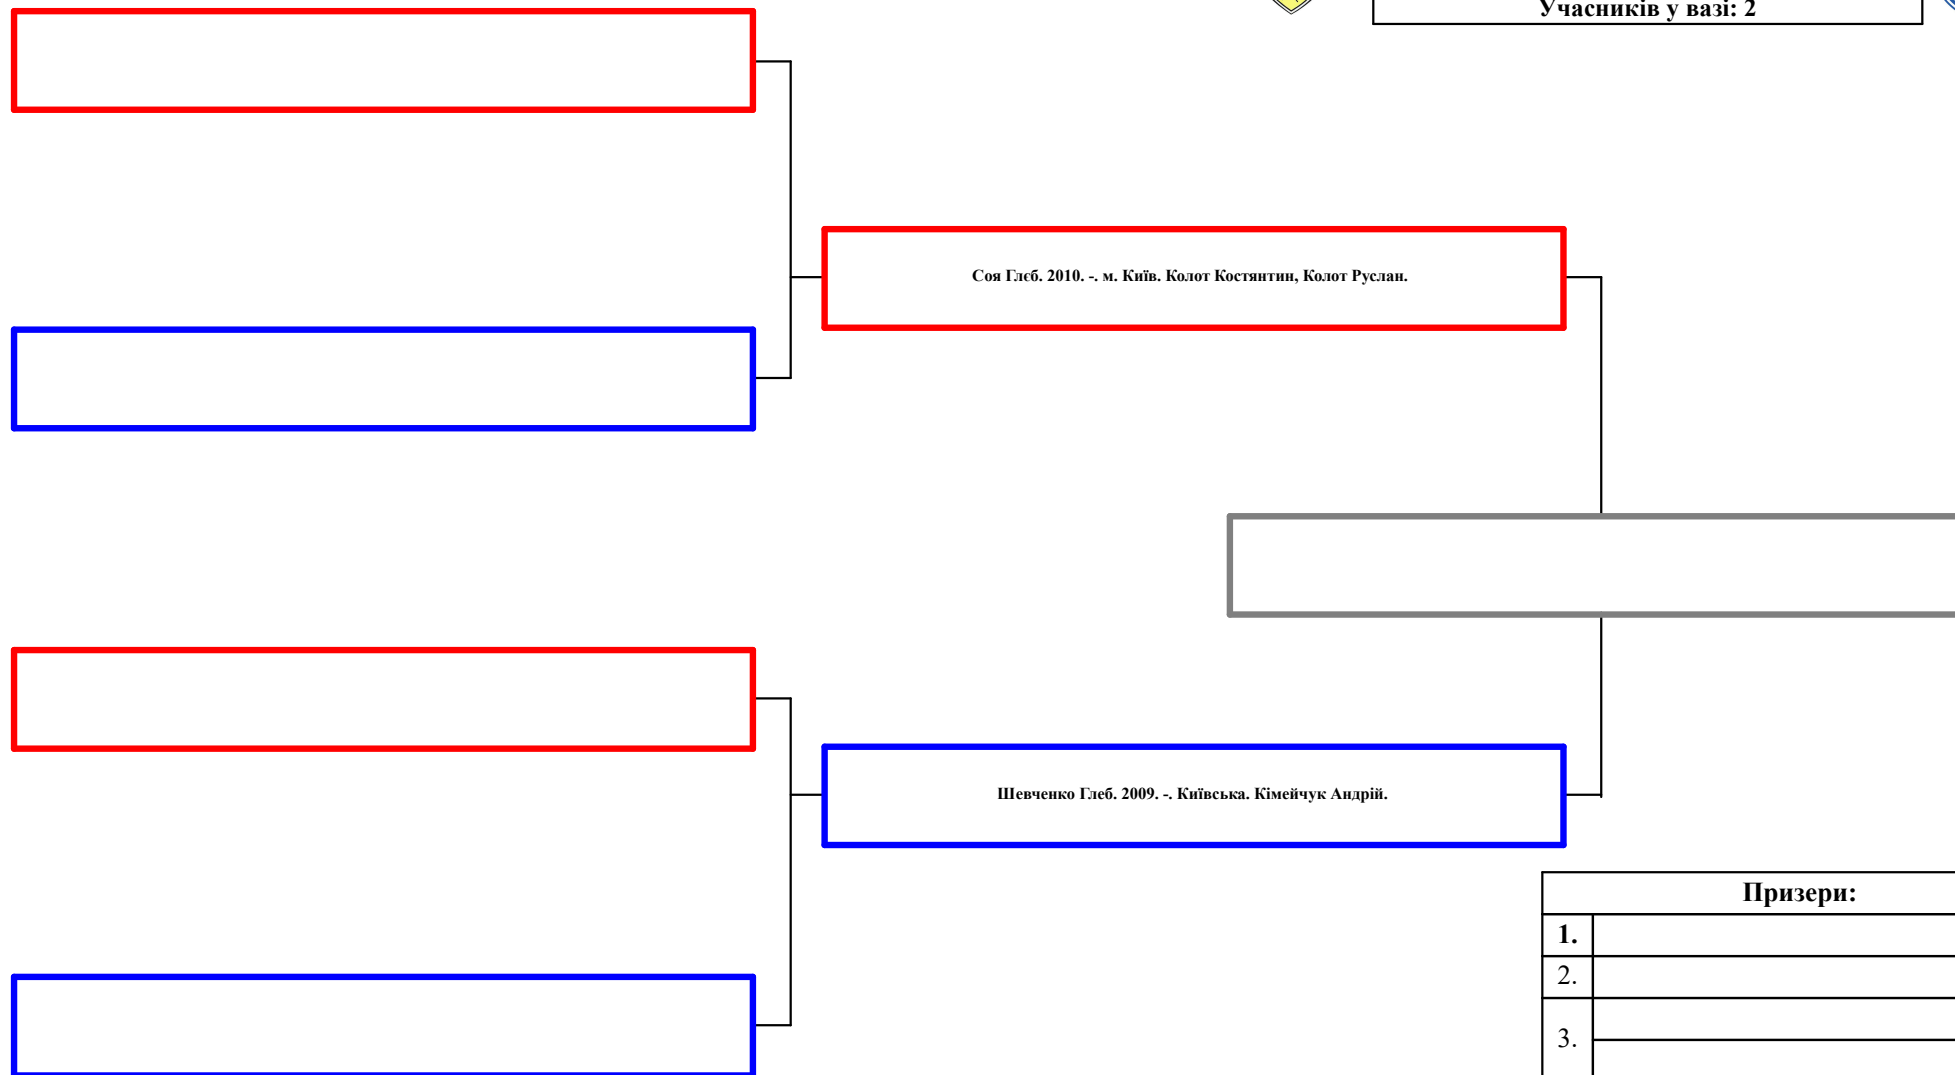 Учасників у вазі: 2
Соя Глєб. 2010. -. м. Київ. Колот Костянтин, Колот Руслан.
Шевченко Глеб. 2009. -. Київська. Кімейчук Андрій.
Призери:
1.
2.
3.